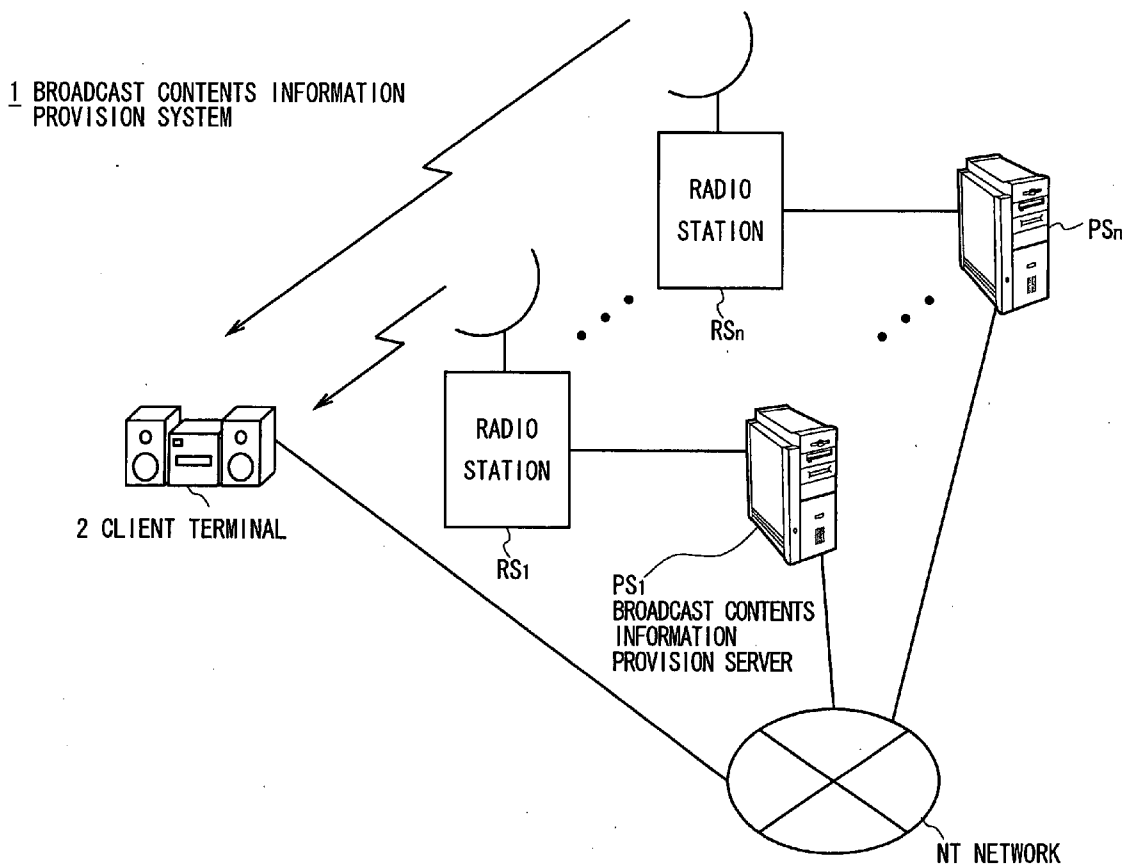 1 BROADCAST CONTENTS INFORMATION
PROVISION SYSTEM
RADIO
STATION
PSn
RSn
RADIO
STATION
2 CLIENT TERMINAL
RS1
PS1
BROADCAST CONTENTS
INFORMATION
PROVISION SERVER
NT NETWORK